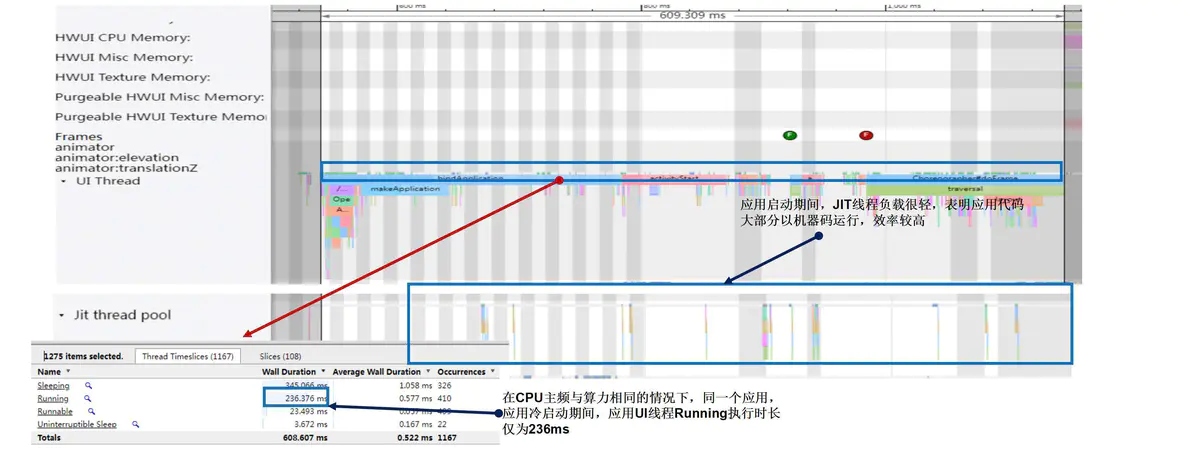 600 ms
800 ms
1,000 ms
609.309 ms
HWUI CPU Memory:
HWUI Misc Memory:
HWUI Texture Memory:
Purgeable HWUI Misc Memory:
Purgeable HWUI Texture Memo
Frames
animator
animator:elevation
animator:translationZ
UI Thread
F
F
bindApplication
activityStart
Choreographer#doFrame
makeApplication
traversal
Ope
A...
应用启动期间，JIT线程负载很轻，表明应用代码
大部分以机器码运行，效率较高
Jit thread pool
1275 items selected.
Thread Timeslices (1167)
Slices (108)
Name
Wall Duration
Average Wall Duration
Occurrences
Sleeping
345.066 ms
1.058 ms
326
Running
236.376 ms
0.577 ms
410
Runnable
23.493 ms
0.057 ms
Uninterruptible Sleep
3.672 ms
0.167 ms
22
Totals
608.607 ms
0.522 ms
1167
在CPU主频与算力相同的情况下，同一个应用，
应用冷启动期间，应用UI线程Running执行时长
仅为236ms